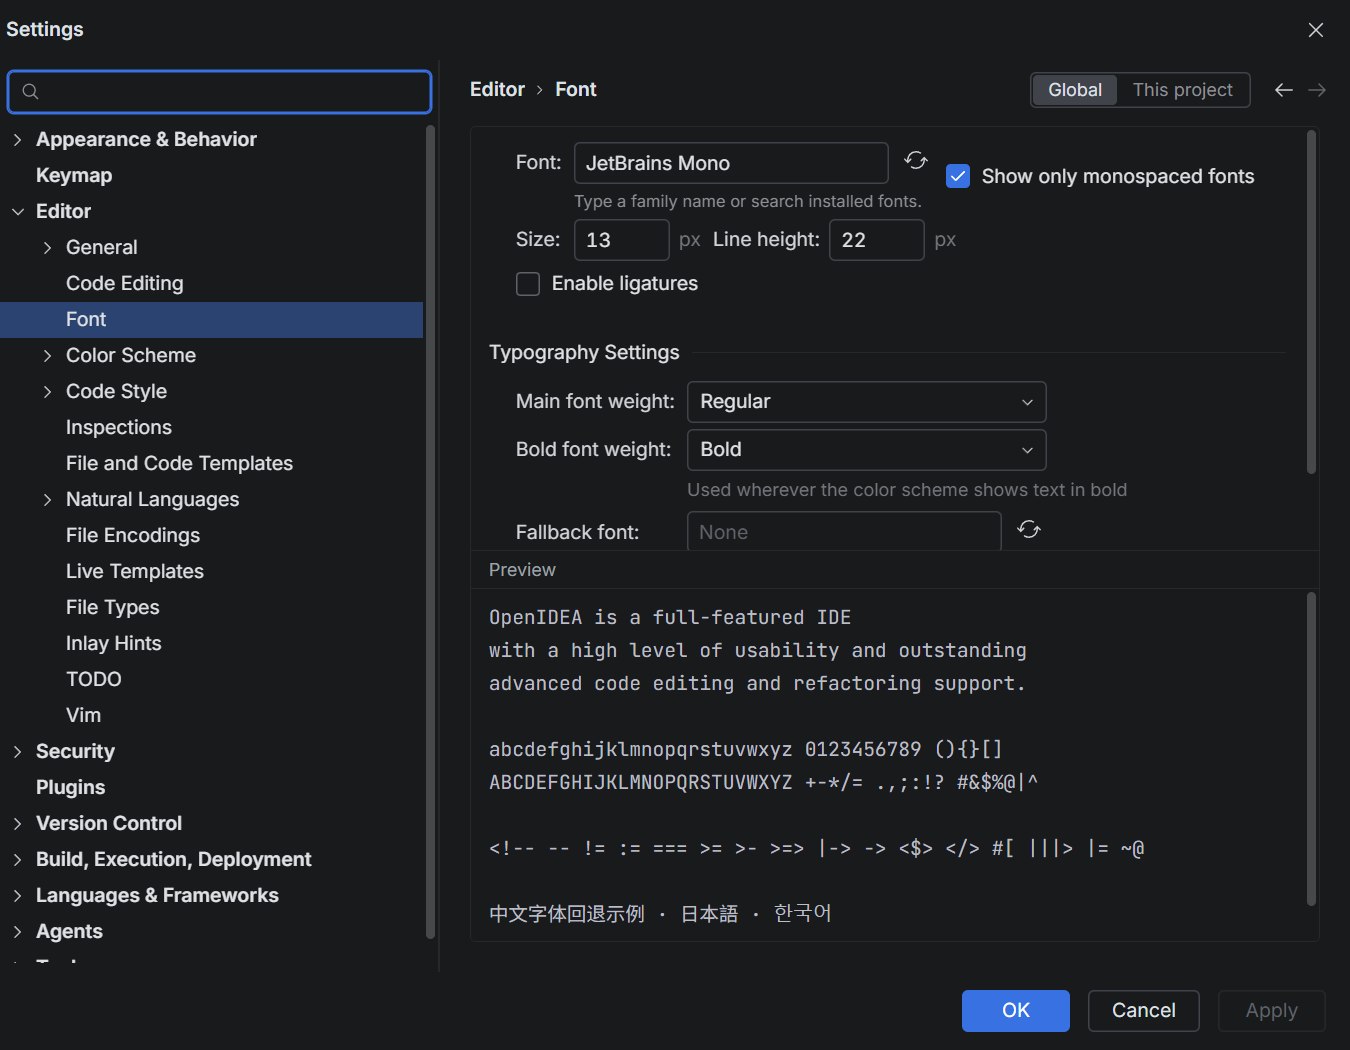 Settings
Appearance & Behavior
Keymap
Editor
General
Code Editing
Font
Color Scheme
Code Style
Inspections
File and Code Templates
Natural Languages
File Encodings
Live Templates
File Types
Inlay Hints
TODO
Vim
Security
Plugins
Version Control
Build, Execution, Deployment
Languages & Frameworks
Agents
Editor › Font
Global This project
Font: JetBrains Mono
Show only monospaced fonts
Type a family name or search installed fonts.
Size: 13 px Line height: 22 px
Enable ligatures
Typography Settings
Main font weight: Regular
Bold font weight: Bold
Used wherever the color scheme shows text in bold
Fallback font: None
Preview
OpenIDEA is a full-featured IDE
with a high level of usability and outstanding
advanced code editing and refactoring support.
abcdefghijklmnopqrstuvwxyz 0123456789 (){}[]
ABCDEFGHIJKLMNOPQRSTUVWXYZ +-*/= .,;:!? #&$%@|^
<!-- -- != := === >= >- >=> |-> -> <$> </> #[ |||> |= ~@
中文字体回退示例 · 日本語 · 한국어
OK Cancel Apply